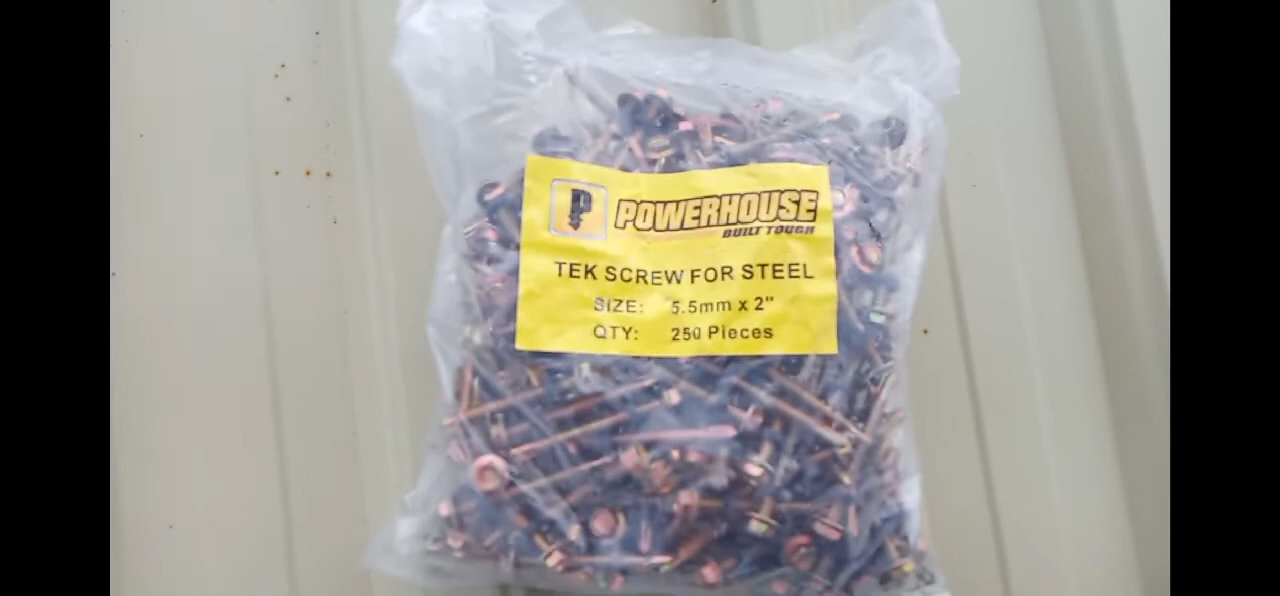 P
POWERHOUSE
BUILT TOUGH
TEK SCREW FOR STEEL
SIZE: 5.5mm x 2"
QTY: 250 Pieces